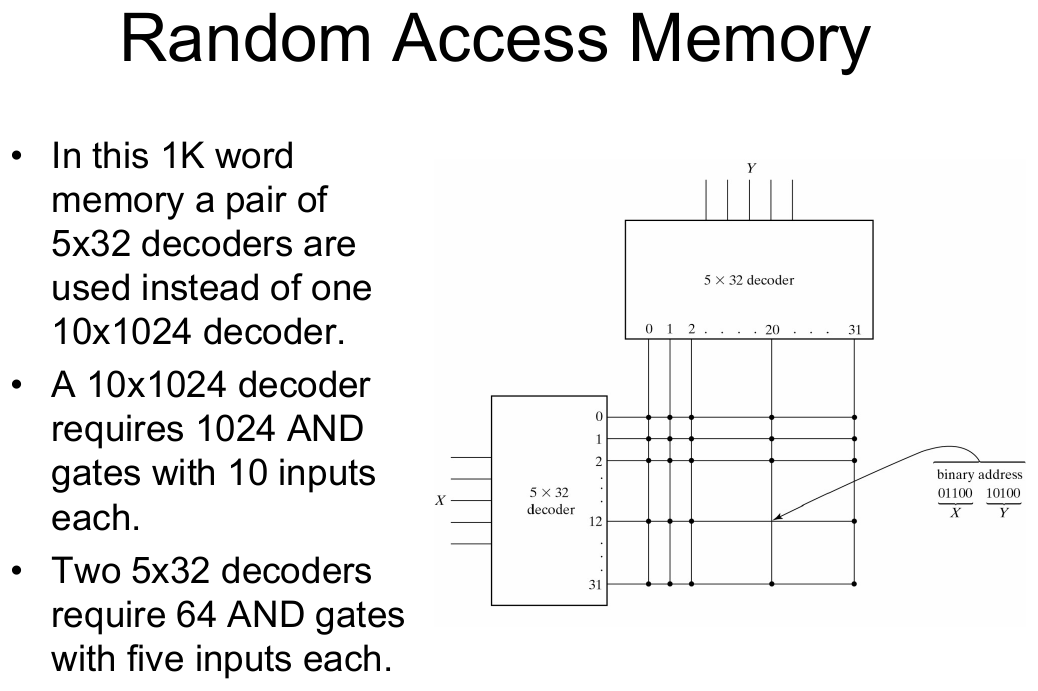 Random Access Memory
• In this 1K word
memory a pair of
5x32 decoders are
used instead of one
10x1024 decoder.
• A 10x1024 decoder
requires 1024 AND
gates with 10 inputs
each.
• Two 5x32 decoders
require 64 AND gates
with five inputs each.
Y
5 × 32 decoder
0 1 2 . . . . 20 . . . 31
0
1
2
.
.
.
X
5 × 32
decoder
12
.
.
.
31
binary address
01100 10100
X Y